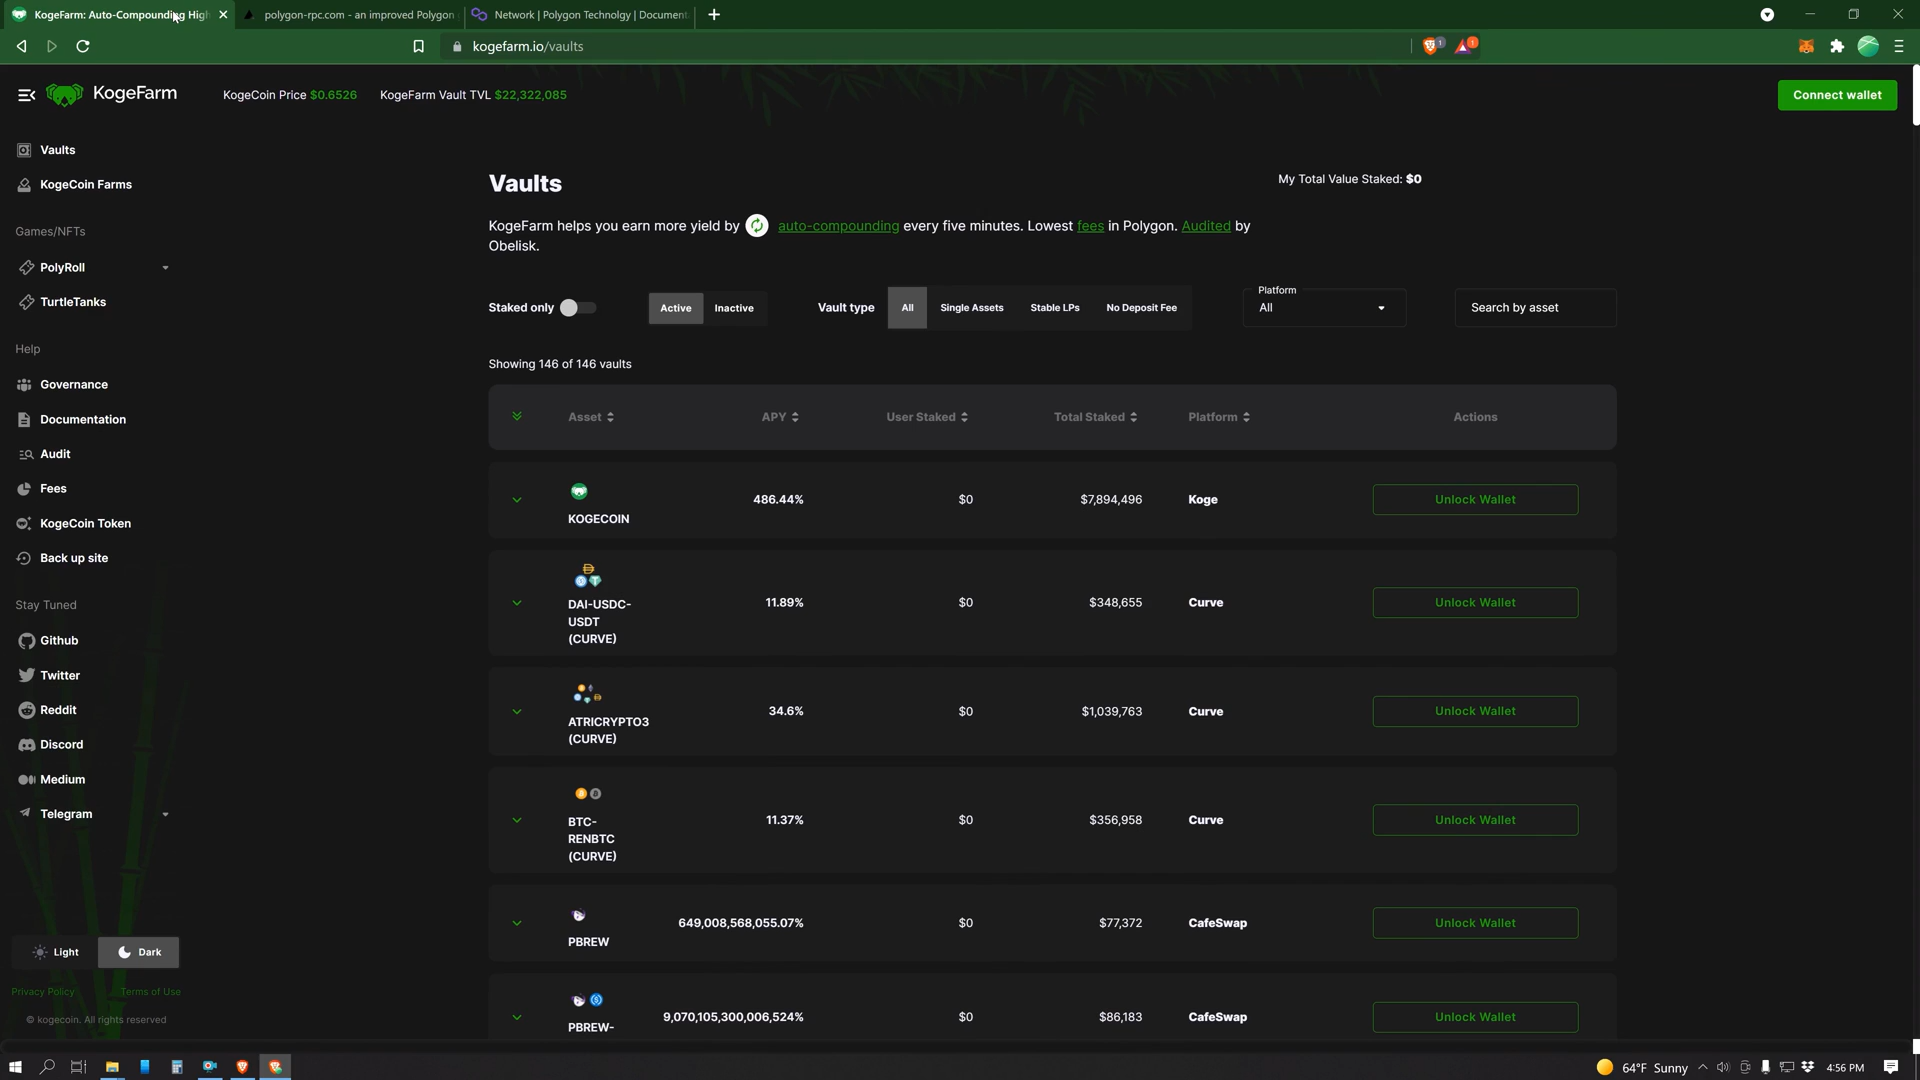 KogeFarm: Auto-Compounding High
polygon-rpc.com - an improved Polygon
Network | Polygon Technolgy | Document
kogefarm.io/vaults
1
1
KogeFarm
KogeCoin Price $0.6526
KogeFarm Vault TVL $22,322,085
Connect wallet
Vaults
KogeCoin Farms
Games/NFTs
PolyRoll
TurtleTanks
Help
Governance
Documentation
Audit
Fees
KogeCoin Token
Back up site
Stay Tuned
Github
Twitter
Reddit
Discord
Medium
Telegram
Light
Dark
Privacy Policy
Terms of Use
© kogecoin. All rights reserved
Vaults
My Total Value Staked: $0
KogeFarm helps you earn more yield by auto-compounding every five minutes. Lowest fees in Polygon. Audited by
Obelisk.
Staked only
Active
Inactive
Vault type
All
Single Assets
Stable LPs
No Deposit Fee
Platform
All
Search by asset
Showing 146 of 146 vaults
Asset
APY
User Staked
Total Staked
Platform
Actions
KOGECOIN
486.44%
$0
$7,894,496
Koge
Unlock Wallet
DAI-USDC-
USDT
(CURVE)
11.89%
$0
$348,655
Curve
Unlock Wallet
ATRICRYPTO3
(CURVE)
34.6%
$0
$1,039,763
Curve
Unlock Wallet
BTC-
RENBTC
(CURVE)
11.37%
$0
$356,958
Curve
Unlock Wallet
PBREW
649,008,568,055.07%
$0
$77,372
CafeSwap
Unlock Wallet
PBREW-
9,070,105,300,006,524%
$0
$86,183
CafeSwap
Unlock Wallet
64°F Sunny
4:56 PM